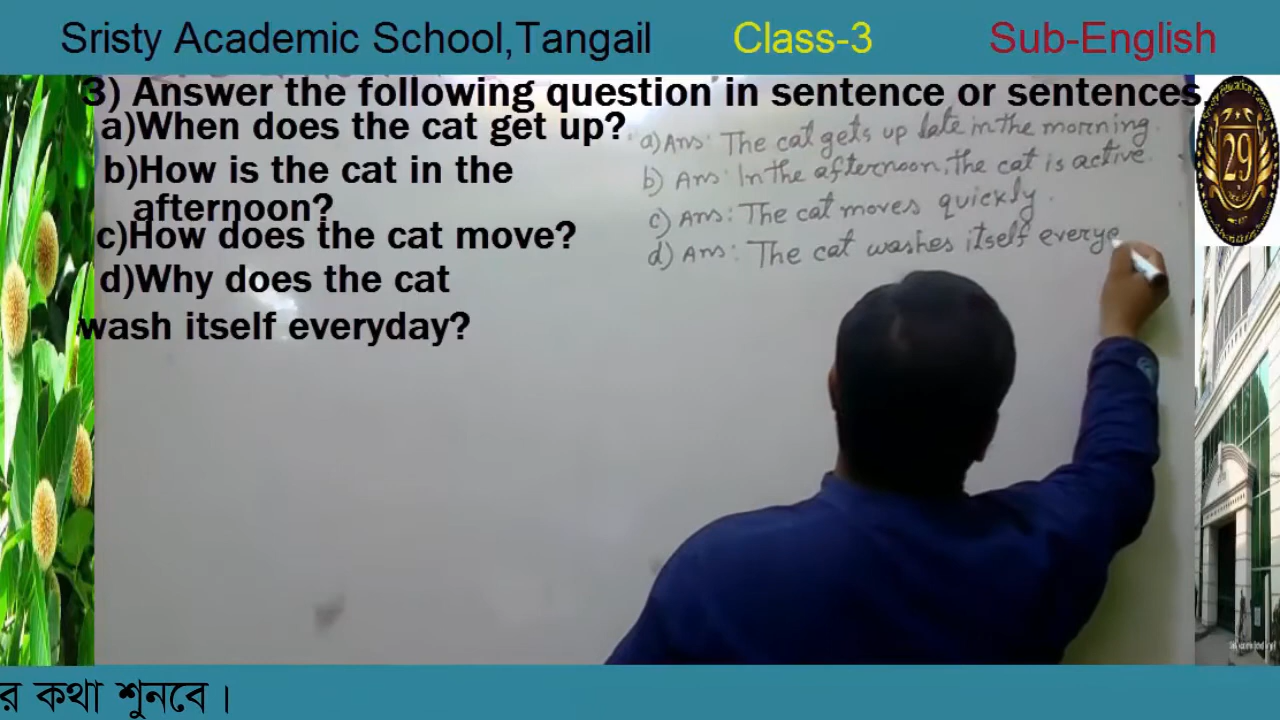 Sristy Academic School,Tangail Class-3 Sub-English
3) Answer the following question in sentence or sentences
a)When does the cat get up?
b)How is the cat in the
afternoon?
c)How does the cat move?
d)Why does the cat
wash itself everyday?
a) Ans: The cat gets up late in the morning.
b) Ans: In the afternoon, the cat is active.
c) Ans: The cat moves quickly.
d) Ans: The cat washes itself everye
29
র কথা শুনবে।